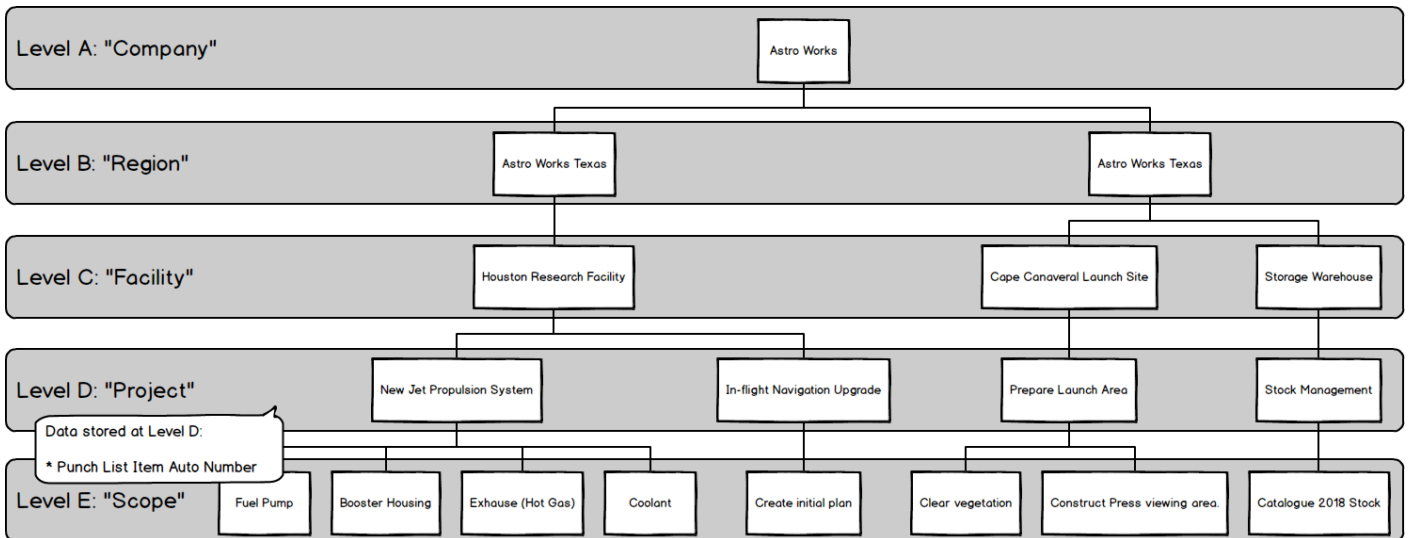 Level A: "Company"
Astro Works
Level B: "Region"
Astro Works Texas
Astro Works Texas
Level C: "Facility"
Houston Research Facility
Cape Canaveral Launch Site
Storage Warehouse
Level D: "Project"
New Jet Propulsion System
In-flight Navigation Upgrade
Prepare Launch Area
Stock Management
Data stored at Level D:
* Punch List Item Auto Number
Level E: "Scope"
Fuel Pump
Booster Housing
Exhause (Hot Gas)
Coolant
Create initial plan
Clear vegetation
Construct Press viewing area.
Catalogue 2018 Stock